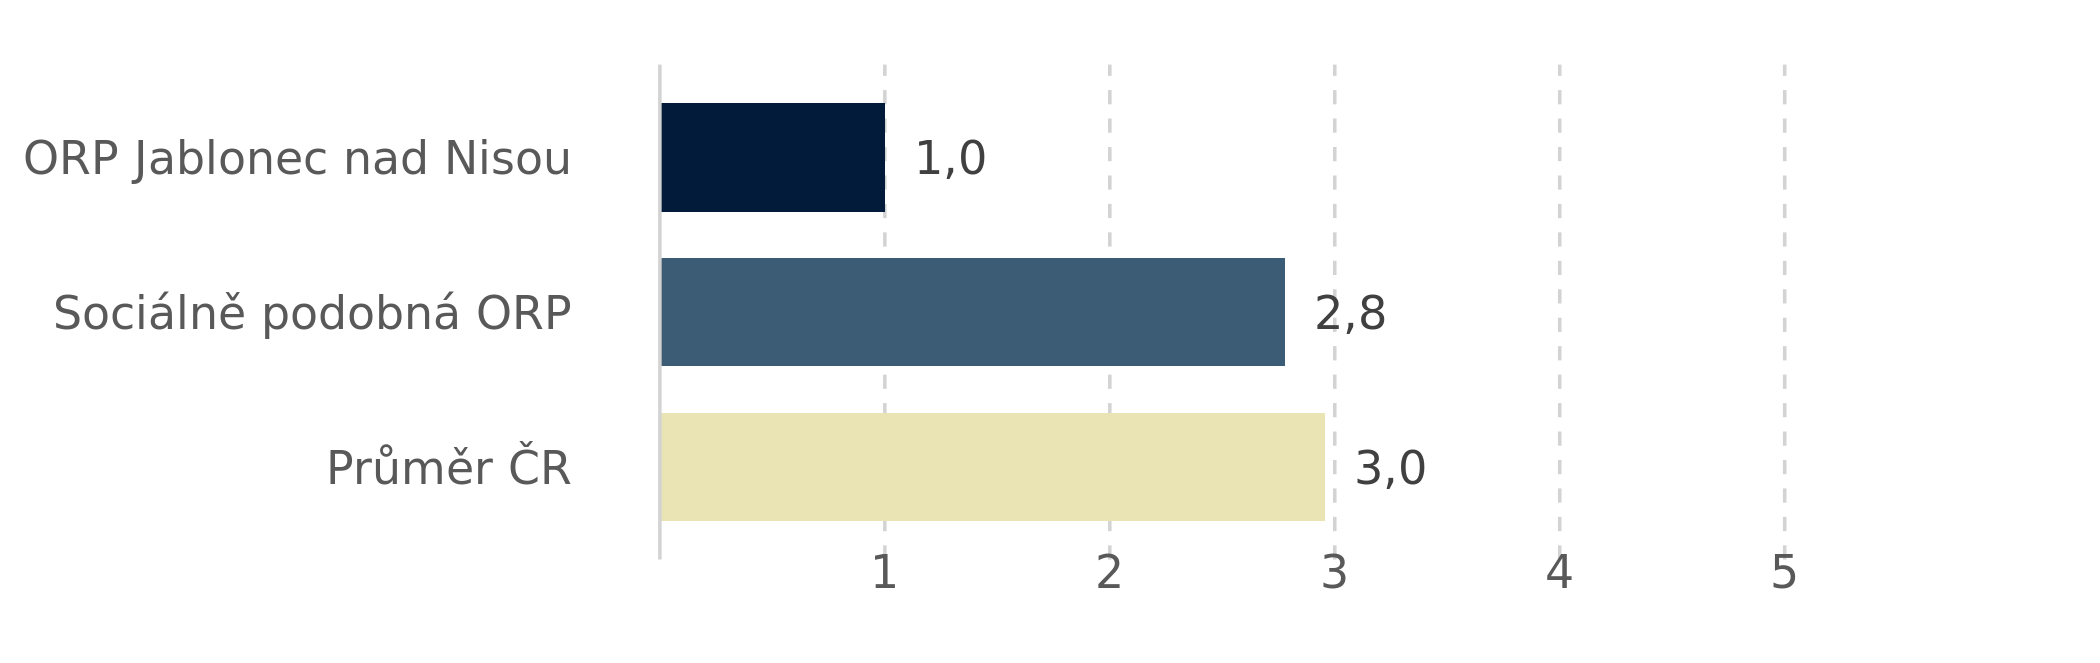 ORP Jablonec nad Nisou 1,0
Sociálně podobná ORP 2,8
Průměr ČR 3,0
1 2 3 4 5